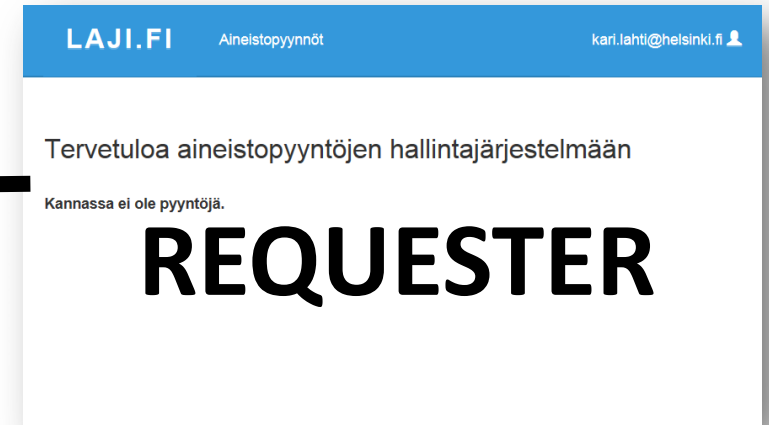 LAJI.FI Aineistopyynnöt kari.lahti@helsinki.fi
Tervetuloa aineistopyyntöjen hallintajärjestelmään
Kannassa ei ole pyyntöjä.
REQUESTER